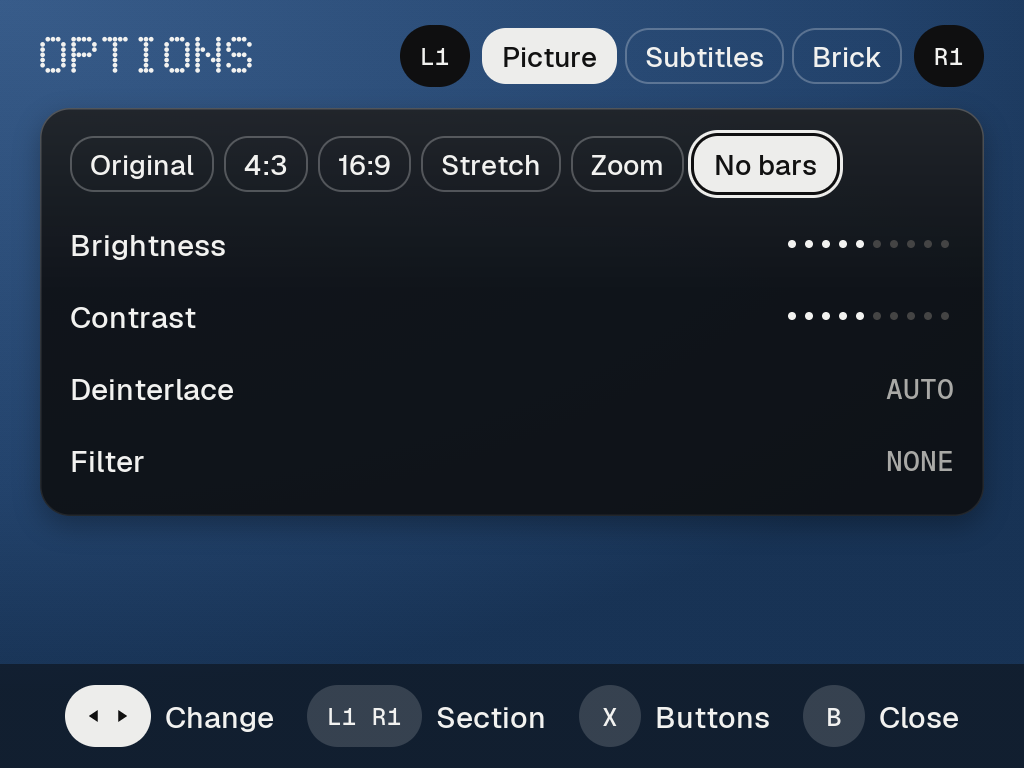 OPTIONS L1 Picture Subtitles Brick R1
Original 4:3 16:9 Stretch Zoom No bars
Brightness
Contrast
Deinterlace AUTO
Filter NONE
Change L1 R1 Section X Buttons B Close